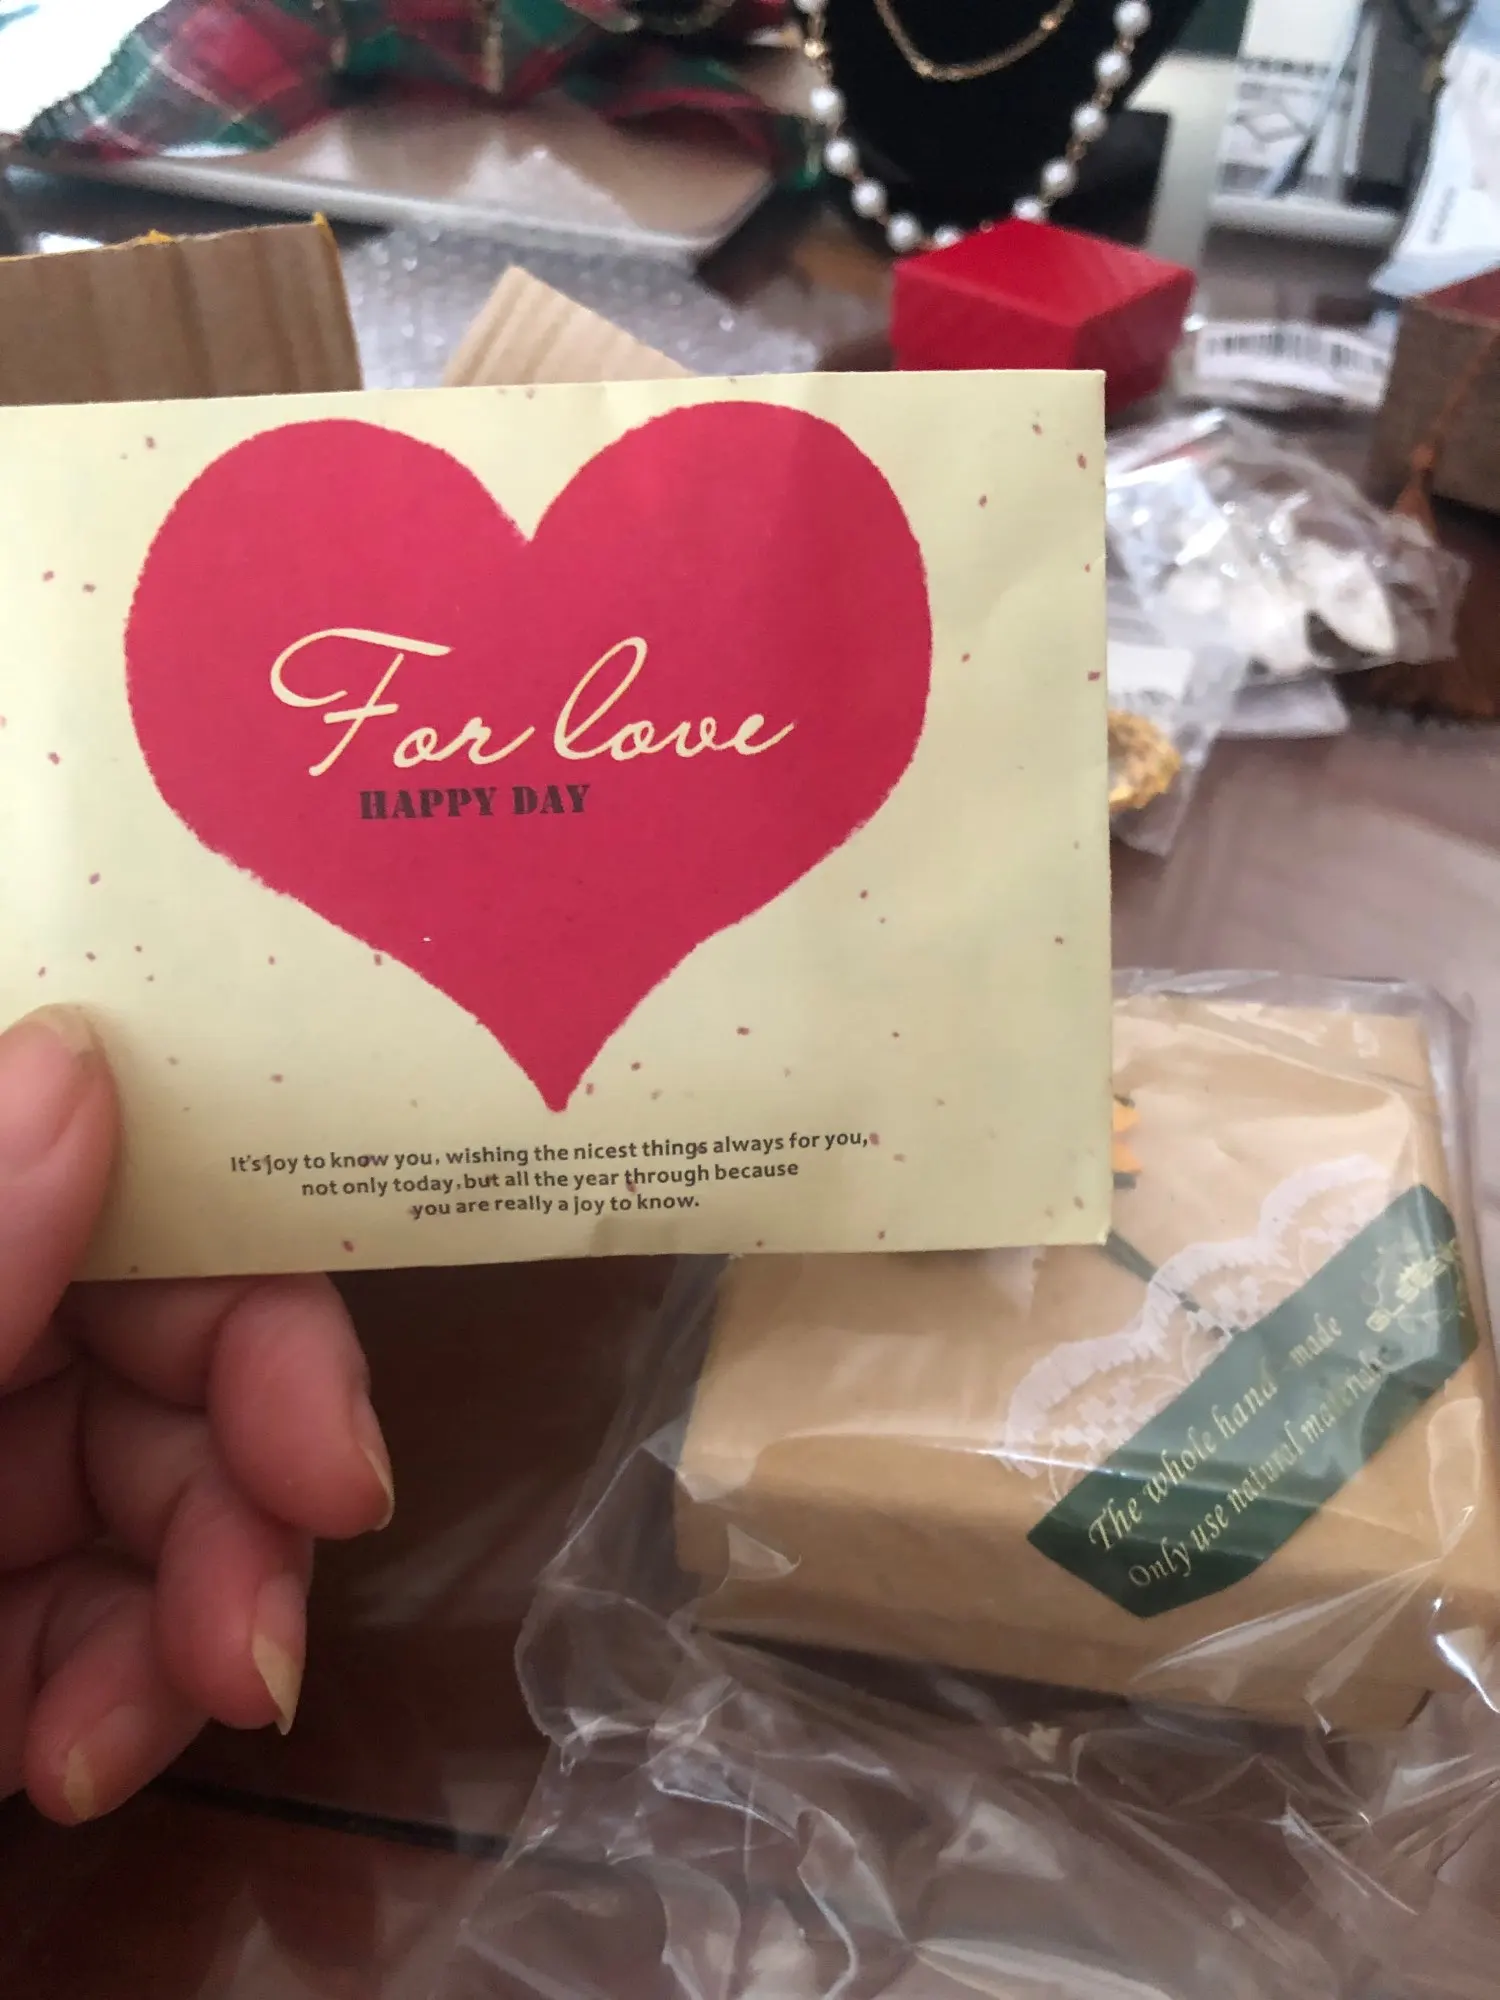 For love
HAPPY DAY
It's joy to know you, wishing the nicest things always for you,
not only today, but all the year through because
you are really a joy to know.
The whole hand-made
Only use natural materials